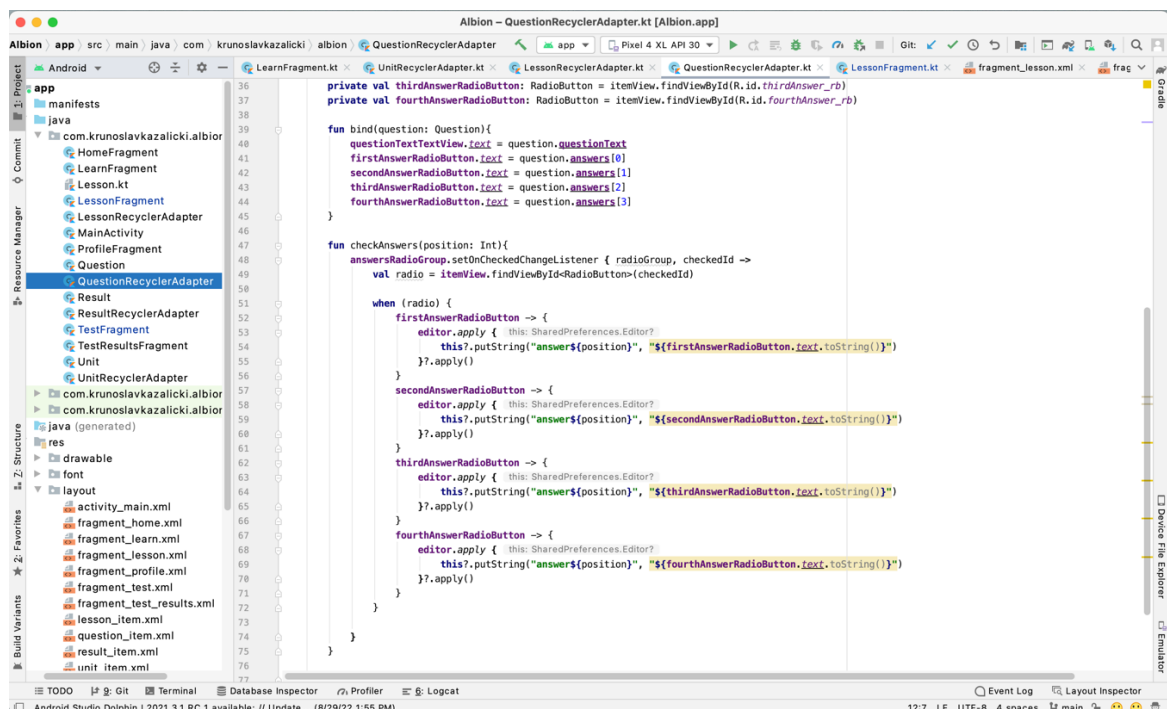 Albion – QuestionRecyclerAdapter.kt [Albion.app]
Albion app src main java com krunoslavkazalicki albion QuestionRecyclerAdapter app Pixel 4 XL API 30 Git:
Android LearnFragment.kt UnitRecyclerAdapter.kt LessonRecyclerAdapter.kt QuestionRecyclerAdapter.kt LessonFragment.kt fragment_lesson.xml frag
1: Project
Commit
Resource Manager
Z: Structure
2: Favorites
Build Variants
app
manifests
java
com.krunoslavkazalicki.albior
HomeFragment
LearnFragment
Lesson.kt
LessonFragment
LessonRecyclerAdapter
MainActivity
ProfileFragment
Question
QuestionRecyclerAdapter
Result
ResultRecyclerAdapter
TestFragment
TestResultsFragment
Unit
UnitRecyclerAdapter
com.krunoslavkazalicki.albior
com.krunoslavkazalicki.albior
java (generated)
res
drawable
font
layout
activity_main.xml
fragment_home.xml
fragment_learn.xml
fragment_lesson.xml
fragment_profile.xml
fragment_test.xml
fragment_test_results.xml
lesson_item.xml
question_item.xml
result_item.xml
unit_item.xml
36 private val thirdAnswerRadioButton: RadioButton = itemView.findViewById(R.id.thirdAnswer_rb)
37 private val fourthAnswerRadioButton: RadioButton = itemView.findViewById(R.id.fourthAnswer_rb)
38
39 fun bind(question: Question){
40 questionTextTextView.text = question.questionText
41 firstAnswerRadioButton.text = question.answers[0]
42 secondAnswerRadioButton.text = question.answers[1]
43 thirdAnswerRadioButton.text = question.answers[2]
44 fourthAnswerRadioButton.text = question.answers[3]
45 }
46
47 fun checkAnswers(position: Int){
48 answersRadioGroup.setOnCheckedChangeListener { radioGroup, checkedId ->
49 val radio = itemView.findViewById<RadioButton>(checkedId)
50
51 when (radio) {
52 firstAnswerRadioButton -> {
53 editor.apply { this: SharedPreferences.Editor?
54 this?.putString("answer${position}", "${firstAnswerRadioButton.text.toString()}")
55 }?.apply()
56 }
57 secondAnswerRadioButton -> {
58 editor.apply { this: SharedPreferences.Editor?
59 this?.putString("answer${position}", "${secondAnswerRadioButton.text.toString()}")
60 }?.apply()
61 }
62 thirdAnswerRadioButton -> {
63 editor.apply { this: SharedPreferences.Editor?
64 this?.putString("answer${position}", "${thirdAnswerRadioButton.text.toString()}")
65 }?.apply()
66 }
67 fourthAnswerRadioButton -> {
68 editor.apply { this: SharedPreferences.Editor?
69 this?.putString("answer${position}", "${fourthAnswerRadioButton.text.toString()}")
70 }?.apply()
71 }
72 }
73
74 }
75 }
76
77
Gradle
Device File Explorer
Emulator
TODO 9: Git Terminal Database Inspector Profiler 6: Logcat Event Log Layout Inspector
Android Studio Dolphin | 2021.3.1 RC 1 available: // Update... (8/29/22 1:55 PM) 12:7 LF UTF-8 4 spaces main